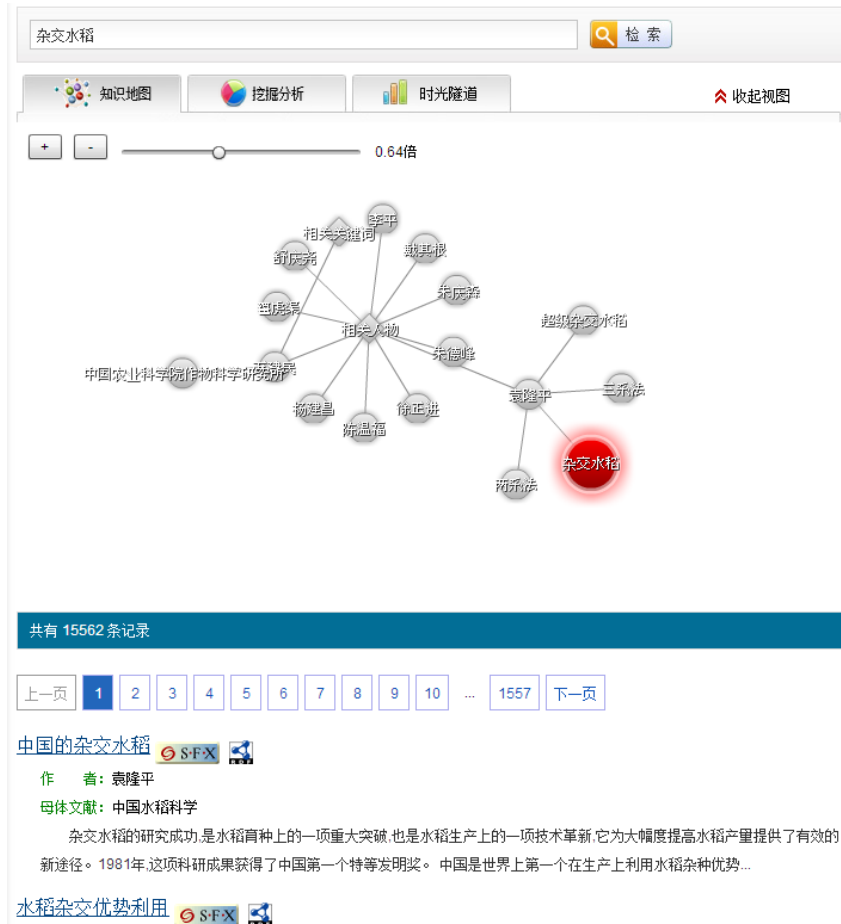 杂交水稻
检 索
知识地图
挖掘分析
时光隧道
收起视图
+
-
0.64倍
李平
相关关键词
戴其根
舒庆尧
朱庆森
相关人物
超级杂交水稻
朱德峰
中国农业科学院作物科学研究所
袁隆平
三系法
杨建昌
徐正进
陈温福
杂交水稻
两系法
共有 15562 条记录
上一页 1 2 3 4 5 6 7 8 9 10 ... 1557 下一页
中国的杂交水稻 S·F·X RDF
作 者：袁隆平
母体文献：中国水稻科学
杂交水稻的研究成功,是水稻育种上的一项重大突破,也是水稻生产上的一项技术革新,它为大幅度提高水稻产量提供了有效的
新途径。1981年,这项科研成果获得了中国第一个特等发明奖。 中国是世界上第一个在生产上利用水稻杂种优势...
水稻杂交优势利用 S·F·X